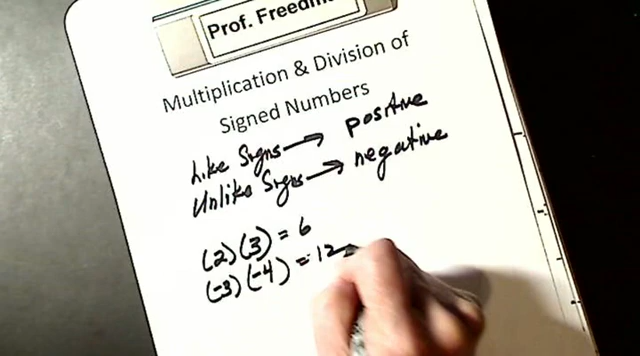 Prof. Freedm
Multiplication & Division of
Signed Numbers
Like Signs → positive
Unlike Signs → negative
(2)(3) = 6
(-3)(-4) = 12